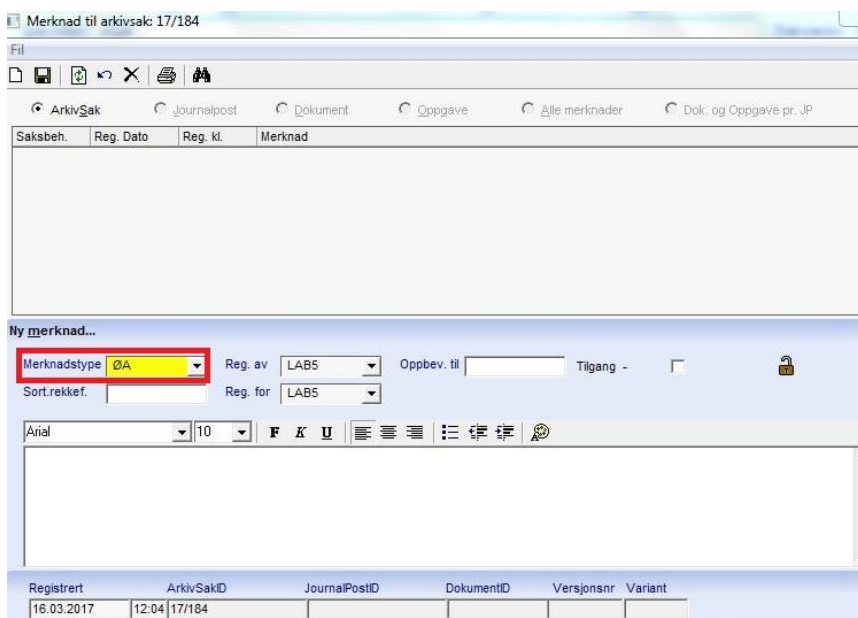 Merknad til arkivsak: 17/184
Fil
ArkivSak Journalpost Dokument Oppgave Alle merknader Dok. og Oppgave pr. JP
Saksbeh. Reg. Dato Reg. kl. Merknad
Ny merknad...
Merknadstype ØA Reg. av LAB5 Oppbev. til Tilgang -
Sort.rekkef. Reg. for LAB5
Arial 10 F K U
Registrert ArkivSakID JournalPostID DokumentID Versjonsnr Variant
16.03.2017 12:04 17/184